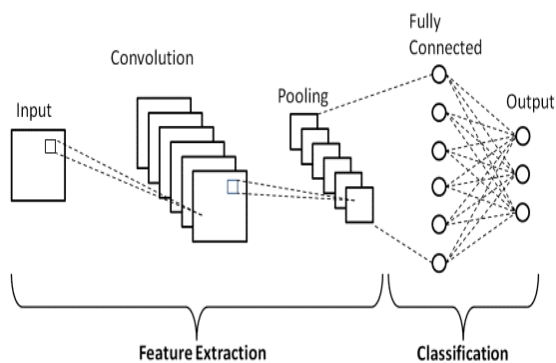 Fully
Connected
Convolution
Pooling
Output
Input
Feature Extraction
Classification